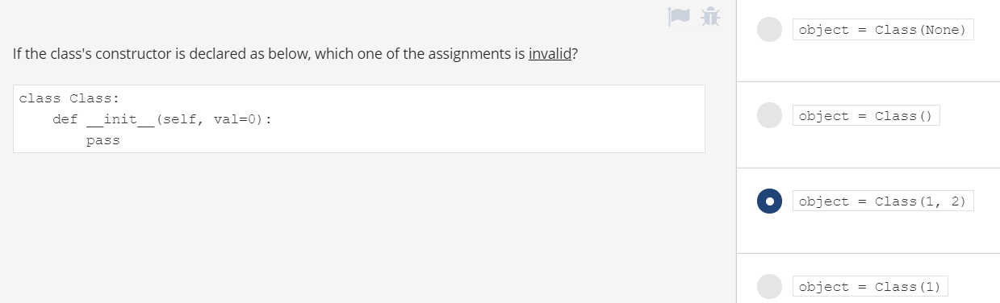 If the class's constructor is declared as below, which one of the assignments is invalid?
class Class:
    def __init__(self, val=0):
        pass
object = Class(None)
object = Class()
object = Class(1, 2)
object = Class(1)